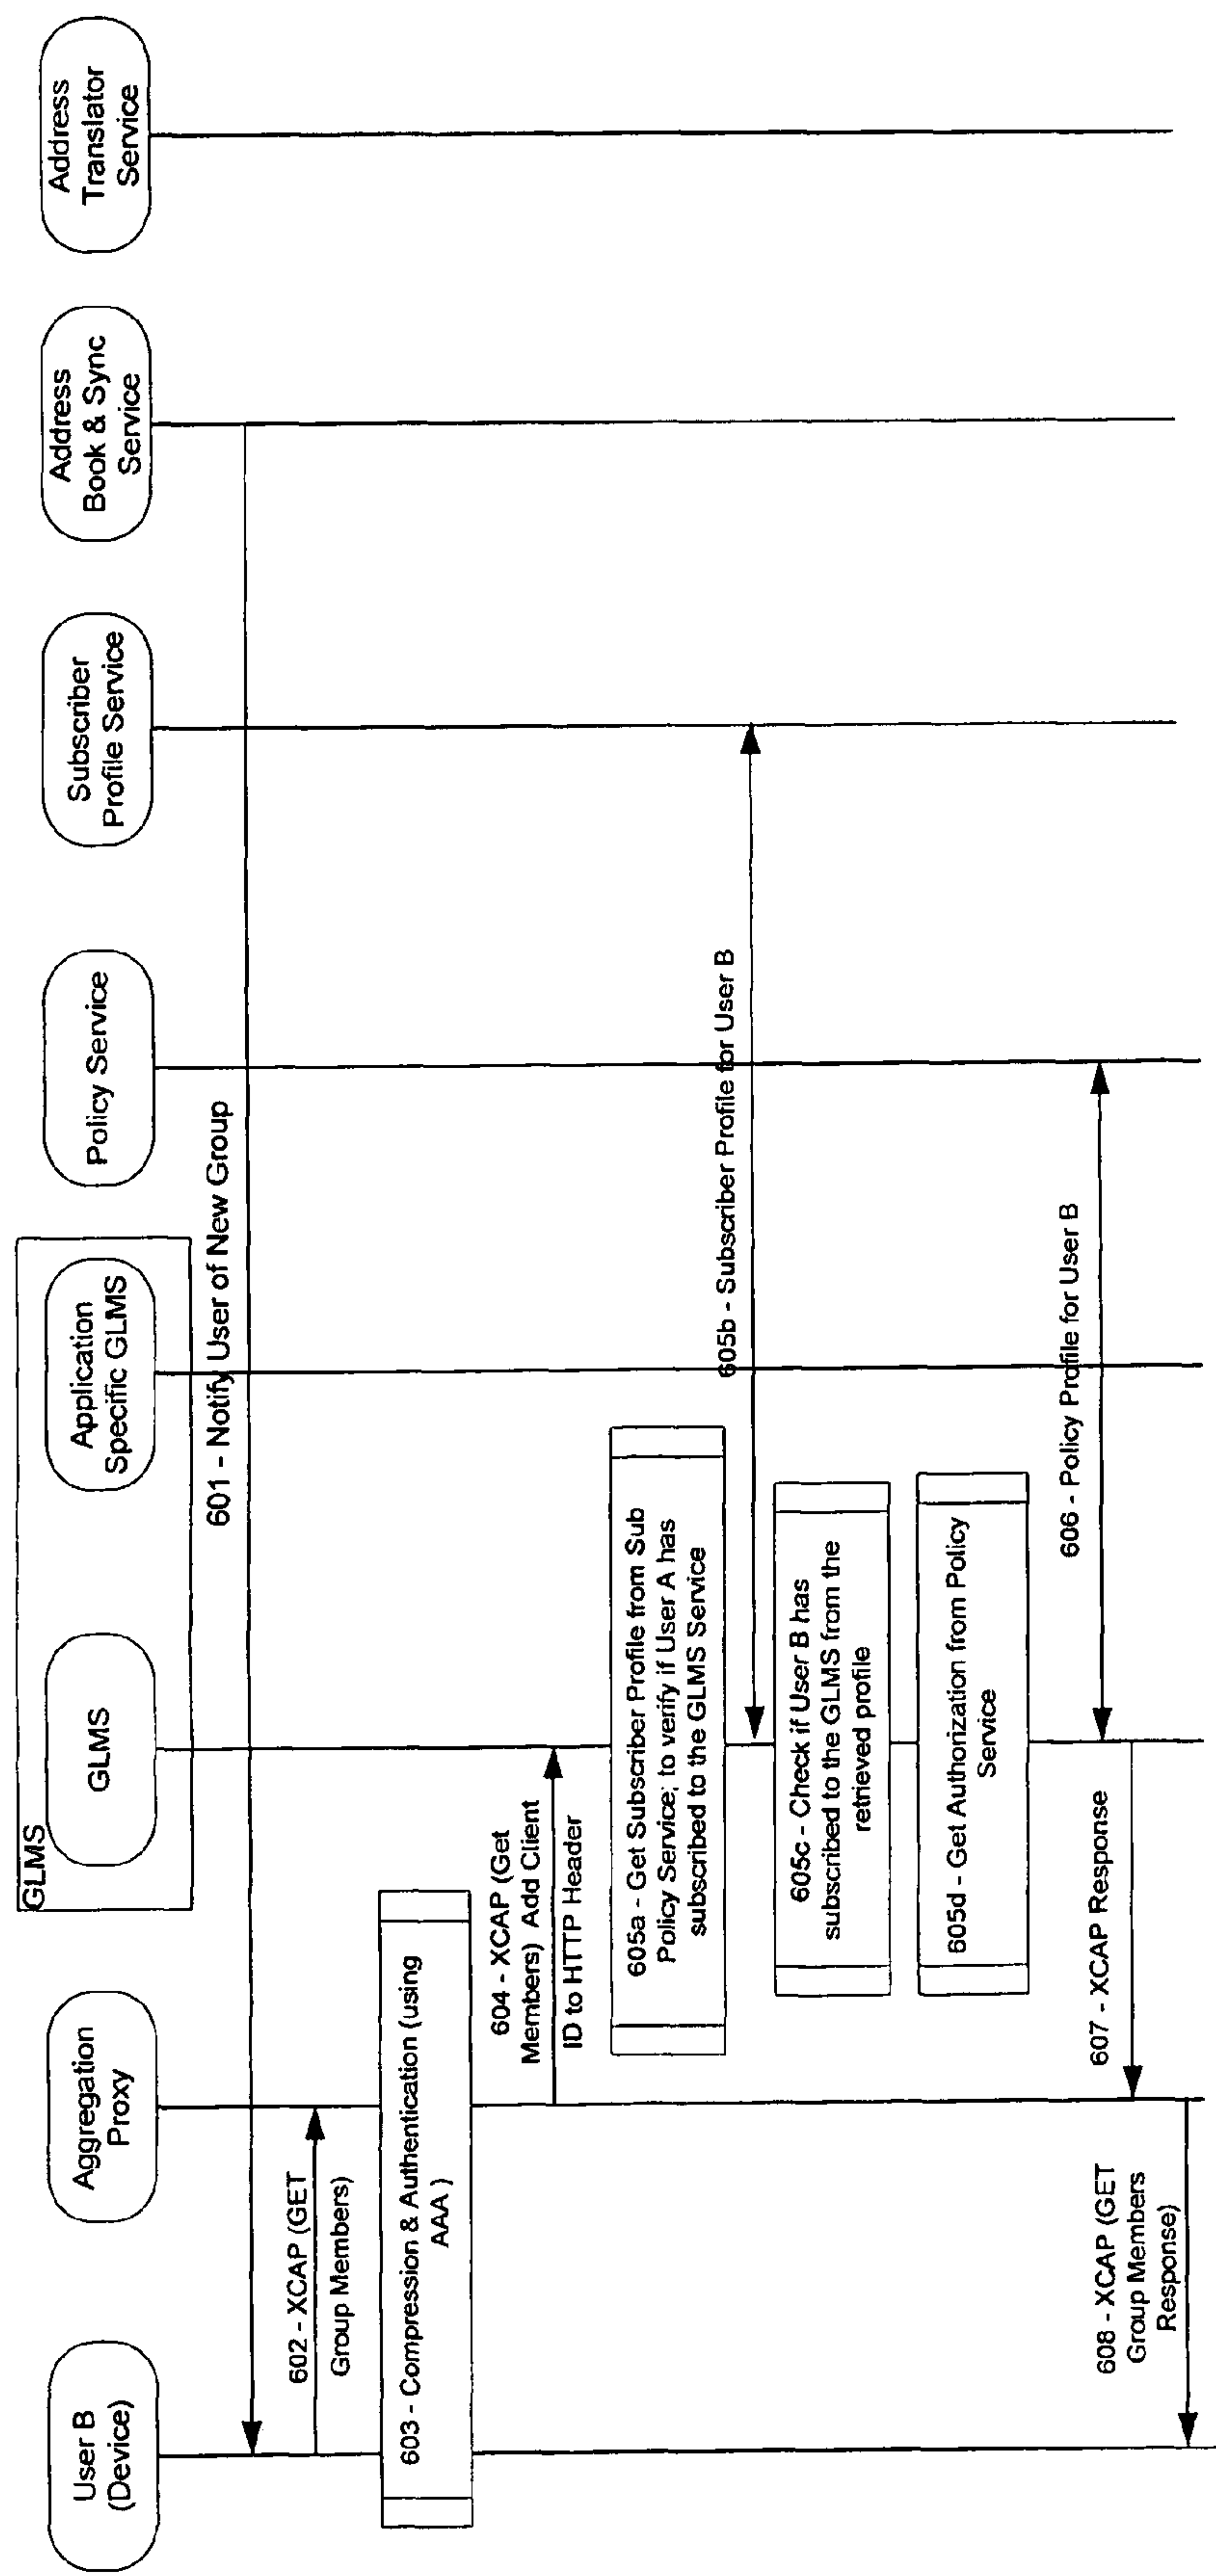 User B
(Device)
Aggregation
Proxy
GLMS
GLMS
Application
Specific GLMS
Policy Service
Subscriber
Profile Service
Address
Book & Sync
Service
Address
Translator
Service
601 - Notify User of New Group
602 - XCAP (GET
Group Members)
603 - Compression & Authentication (using
AAA )
604 - XCAP (Get
Members) Add Client
ID to HTTP Header
605a - Get Subscriber Profile from Sub
Policy Service; to verify if User A has
subscribed to the GLMS Service
605b - Subscriber Profile for User B
605c - Check if User B has
subscribed to the GLMS from the
retrieved profile
605d - Get Authorization from Policy
Service
606 - Policy Profile for User B
607 - XCAP Response
608 - XCAP (GET
Group Members
Response)